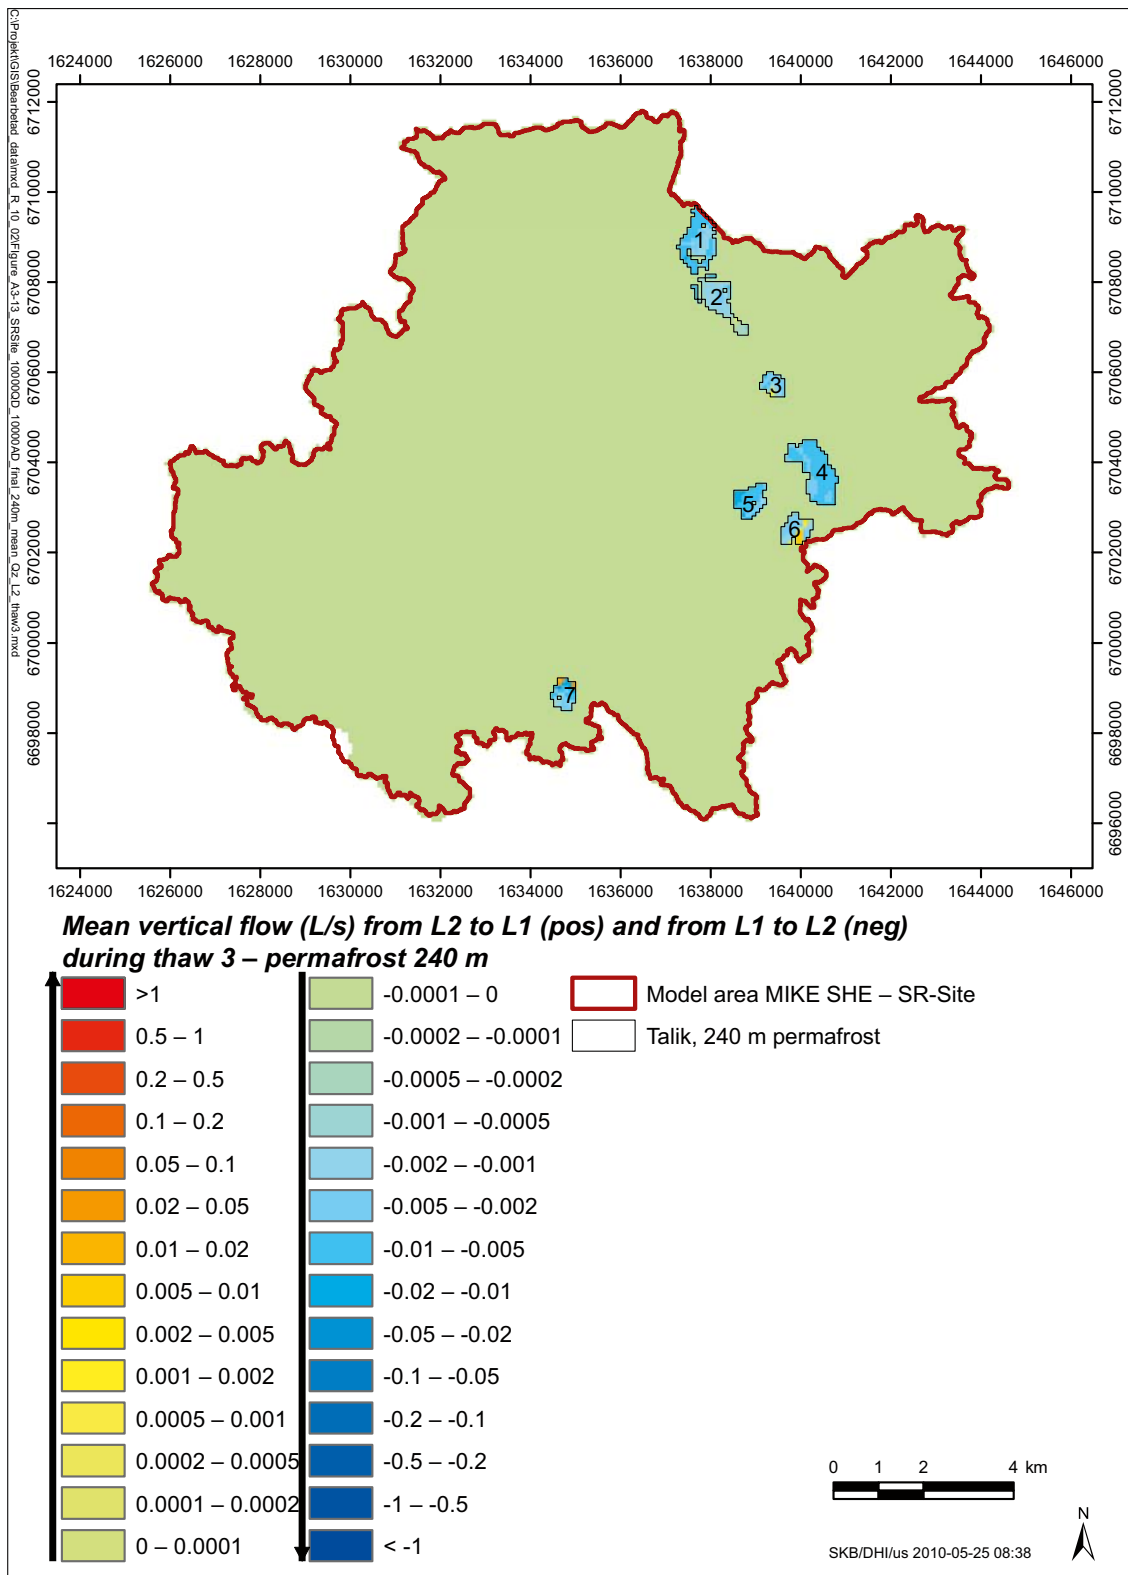 C:\Projekt\GIS\Bearbetad_data\mxd_R_10_02\Figure_A3-13_SRSite_10000QD_10000AD_final_240m_mean_Qz_L2_thaw3.mxd
1624000 1626000 1628000 1630000 1632000 1634000 1636000 1638000 1640000 1642000 1644000 1646000
6712000 6712000
6710000 6710000
1
6708000 6708000
2
6706000 6706000
3
6704000 6704000
4
5
6
6702000 6702000
6700000 6700000
7
6698000 6698000
6696000
1624000 1626000 1628000 1630000 1632000 1634000 1636000 1638000 1640000 1642000 1644000 1646000
Mean vertical flow (L/s) from L2 to L1 (pos) and from L1 to L2 (neg)
during thaw 3 – permafrost 240 m
>1
0.5 – 1
0.2 – 0.5
0.1 – 0.2
0.05 – 0.1
0.02 – 0.05
0.01 – 0.02
0.005 – 0.01
0.002 – 0.005
0.001 – 0.002
0.0005 – 0.001
0.0002 – 0.0005
0.0001 – 0.0002
0 – 0.0001
-0.0001 – 0
-0.0002 – -0.0001
-0.0005 – -0.0002
-0.001 – -0.0005
-0.002 – -0.001
-0.005 – -0.002
-0.01 – -0.005
-0.02 – -0.01
-0.05 – -0.02
-0.1 – -0.05
-0.2 – -0.1
-0.5 – -0.2
-1 – -0.5
< -1
Model area MIKE SHE – SR-Site
Talik, 240 m permafrost
0 1 2 4 km
N
SKB/DHI/us 2010-05-25 08:38